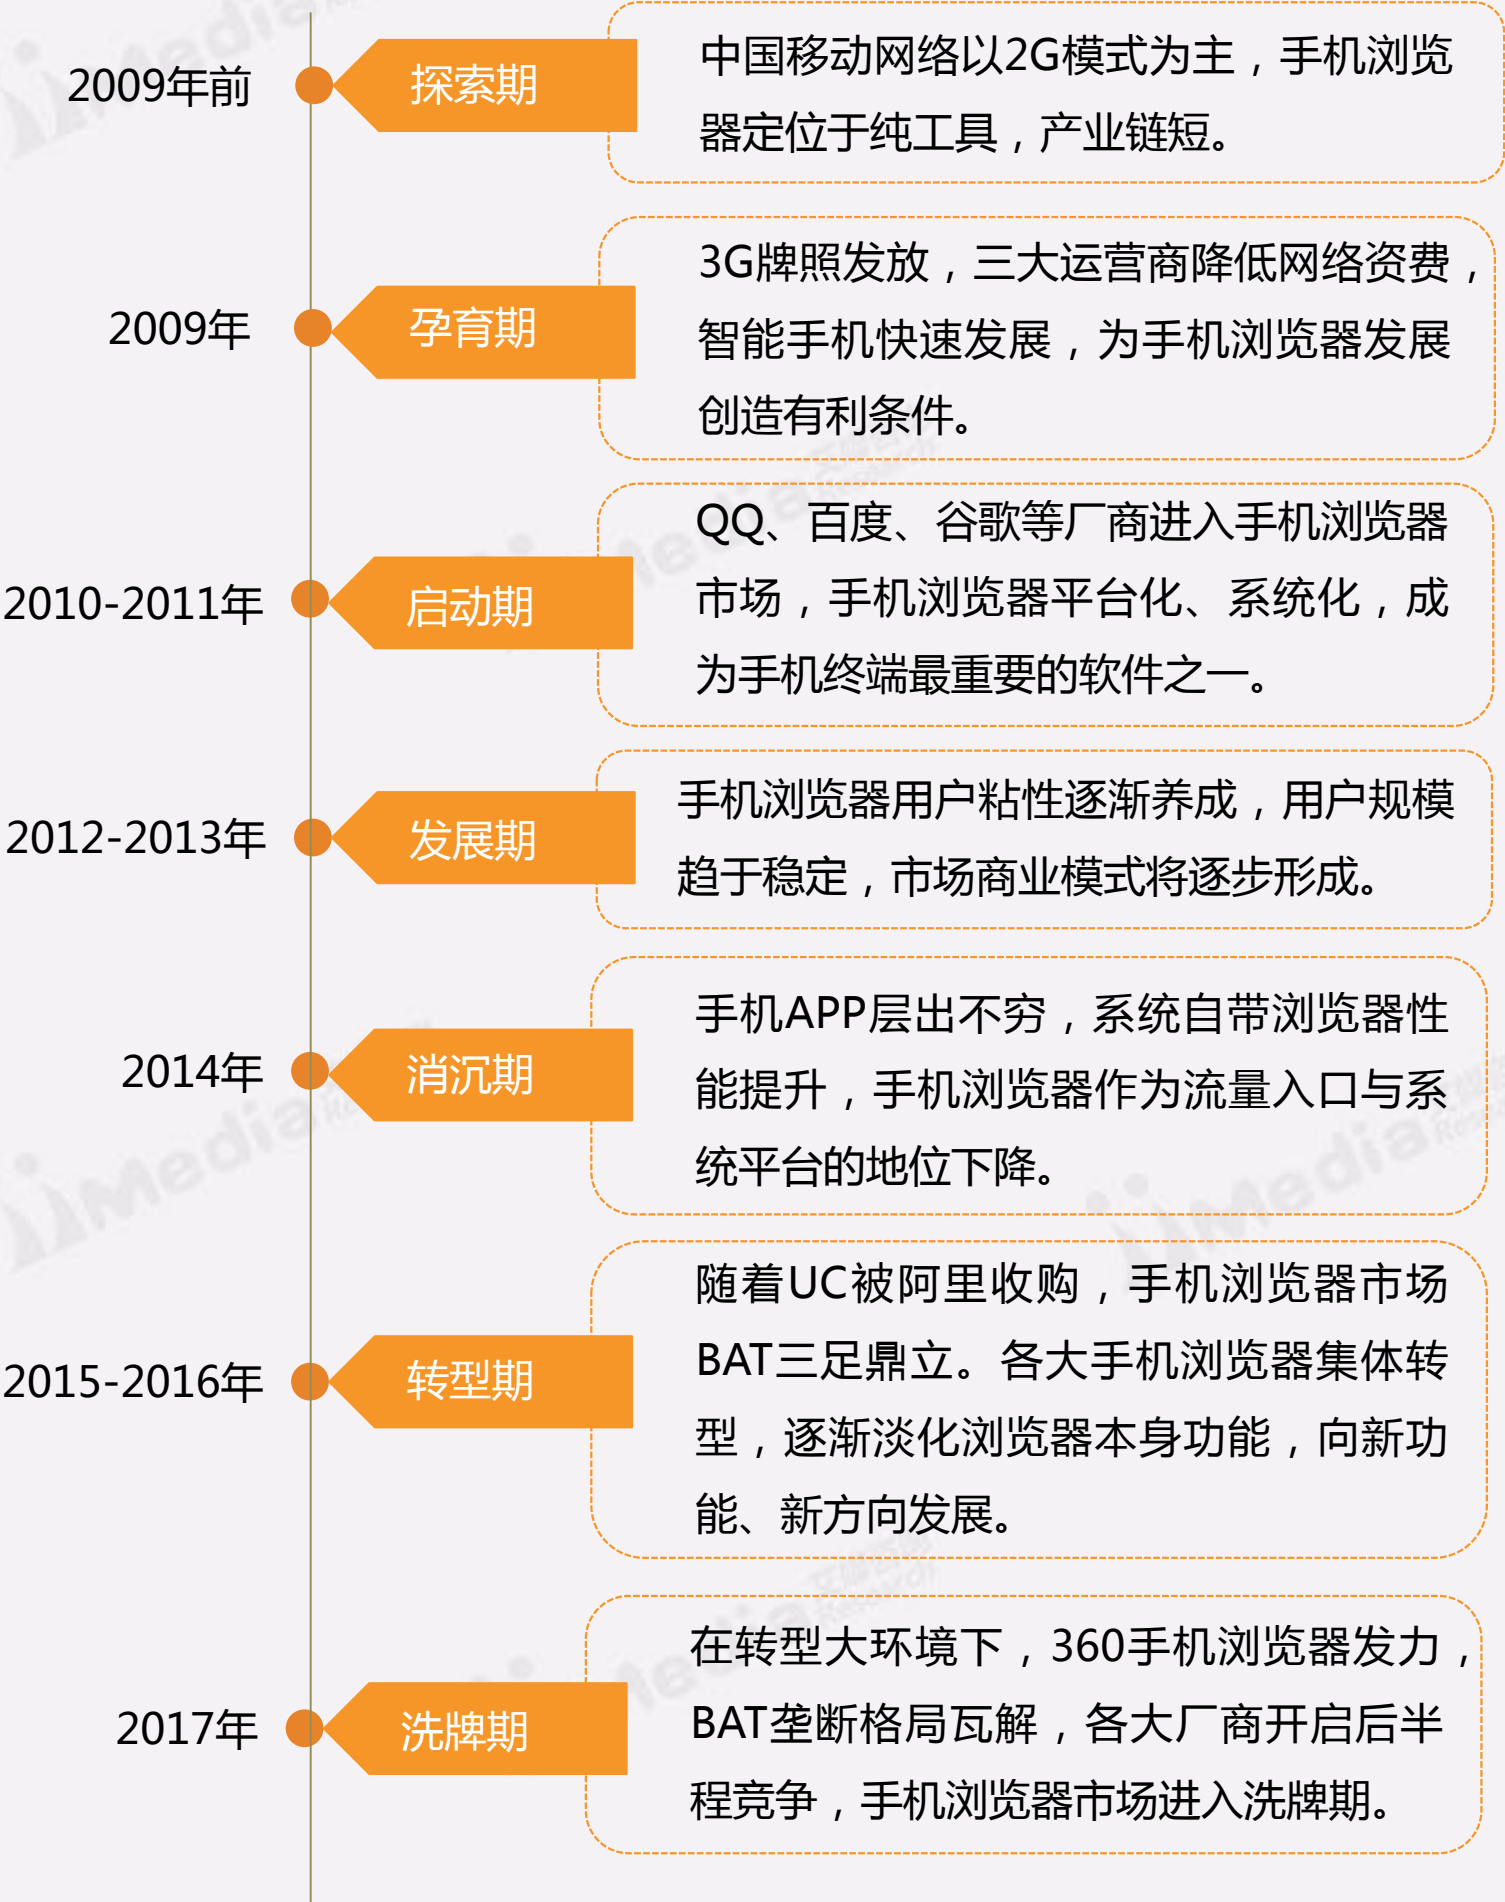 2009年前
探索期
中国移动网络以2G模式为主，手机浏览
器定位于纯工具，产业链短。
2009年
孕育期
3G牌照发放，三大运营商降低网络资费，
智能手机快速发展，为手机浏览器发展
创造有利条件。
2010-2011年
启动期
QQ、百度、谷歌等厂商进入手机浏览器
市场，手机浏览器平台化、系统化，成
为手机终端最重要的软件之一。
2012-2013年
发展期
手机浏览器用户粘性逐渐养成，用户规模
趋于稳定，市场商业模式将逐步形成。
2014年
消沉期
手机APP层出不穷，系统自带浏览器性
能提升，手机浏览器作为流量入口与系
统平台的地位下降。
2015-2016年
转型期
随着UC被阿里收购，手机浏览器市场
BAT三足鼎立。各大手机浏览器集体转
型，逐渐淡化浏览器本身功能，向新功
能、新方向发展。
2017年
洗牌期
在转型大环境下，360手机浏览器发力，
BAT垄断格局瓦解，各大厂商开启后半
程竞争，手机浏览器市场进入洗牌期。